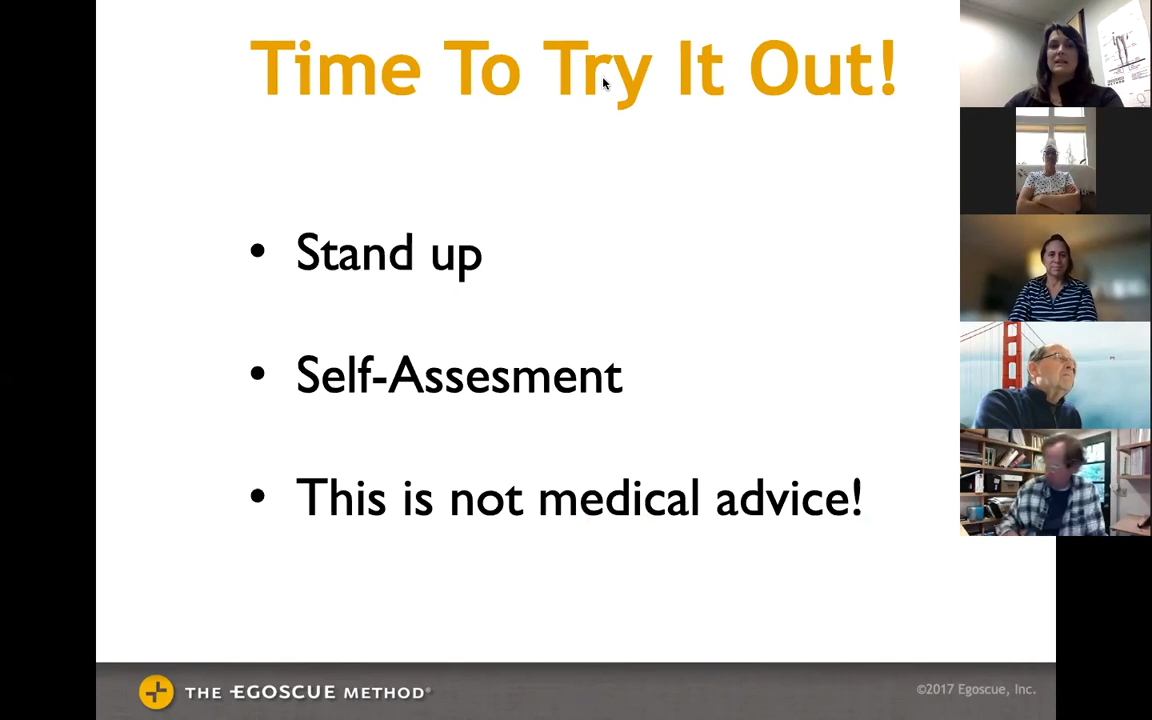 Time To Try It Out!
• Stand up
• Self-Assesment
• This is not medical advice!
THE EGOSCUE METHOD®
©2017 Egoscue, Inc.